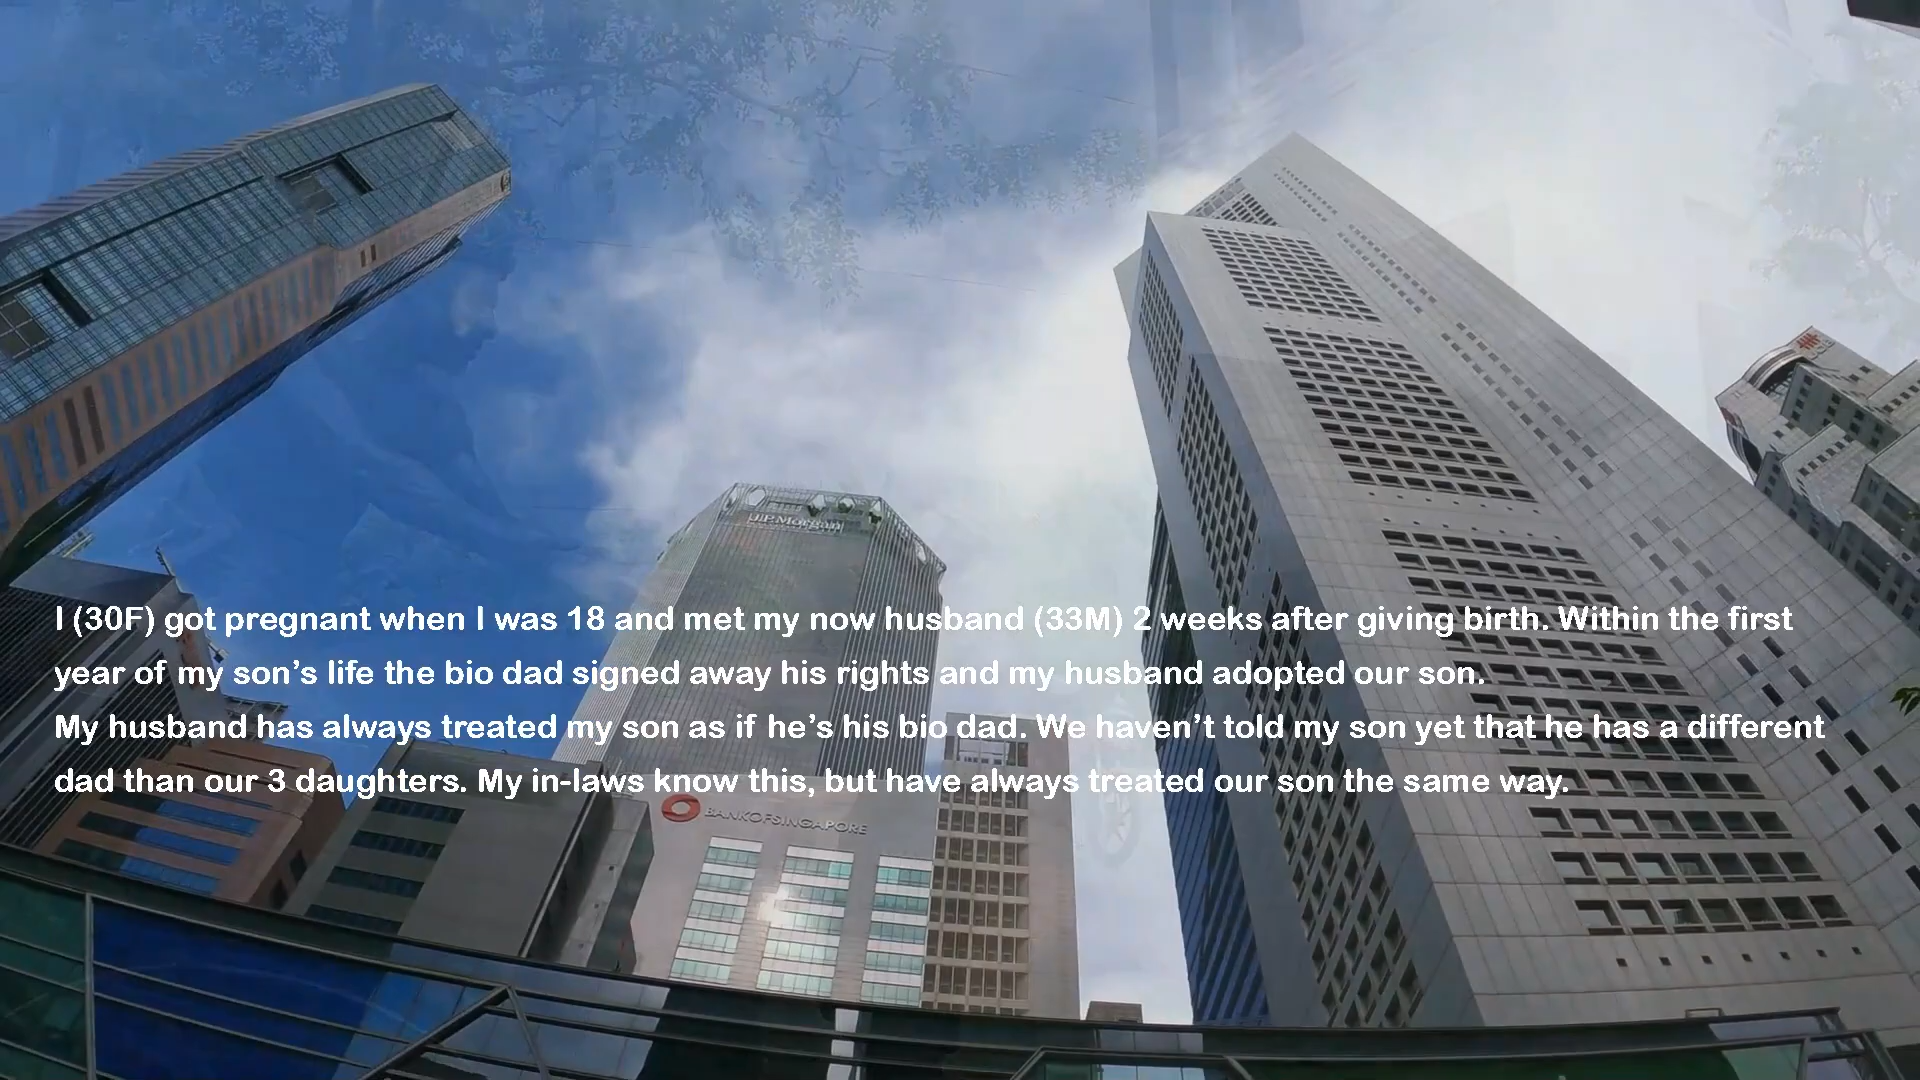 J.P.Morgan
I (30F) got pregnant when I was 18 and met my now husband (33M) 2 weeks after giving birth. Within the first
year of my son’s life the bio dad signed away his rights and my husband adopted our son.
My husband has always treated my son as if he’s his bio dad. We haven’t told my son yet that he has a different
dad than our 3 daughters. My in-laws know this, but have always treated our son the same way.
BANK OF SINGAPORE